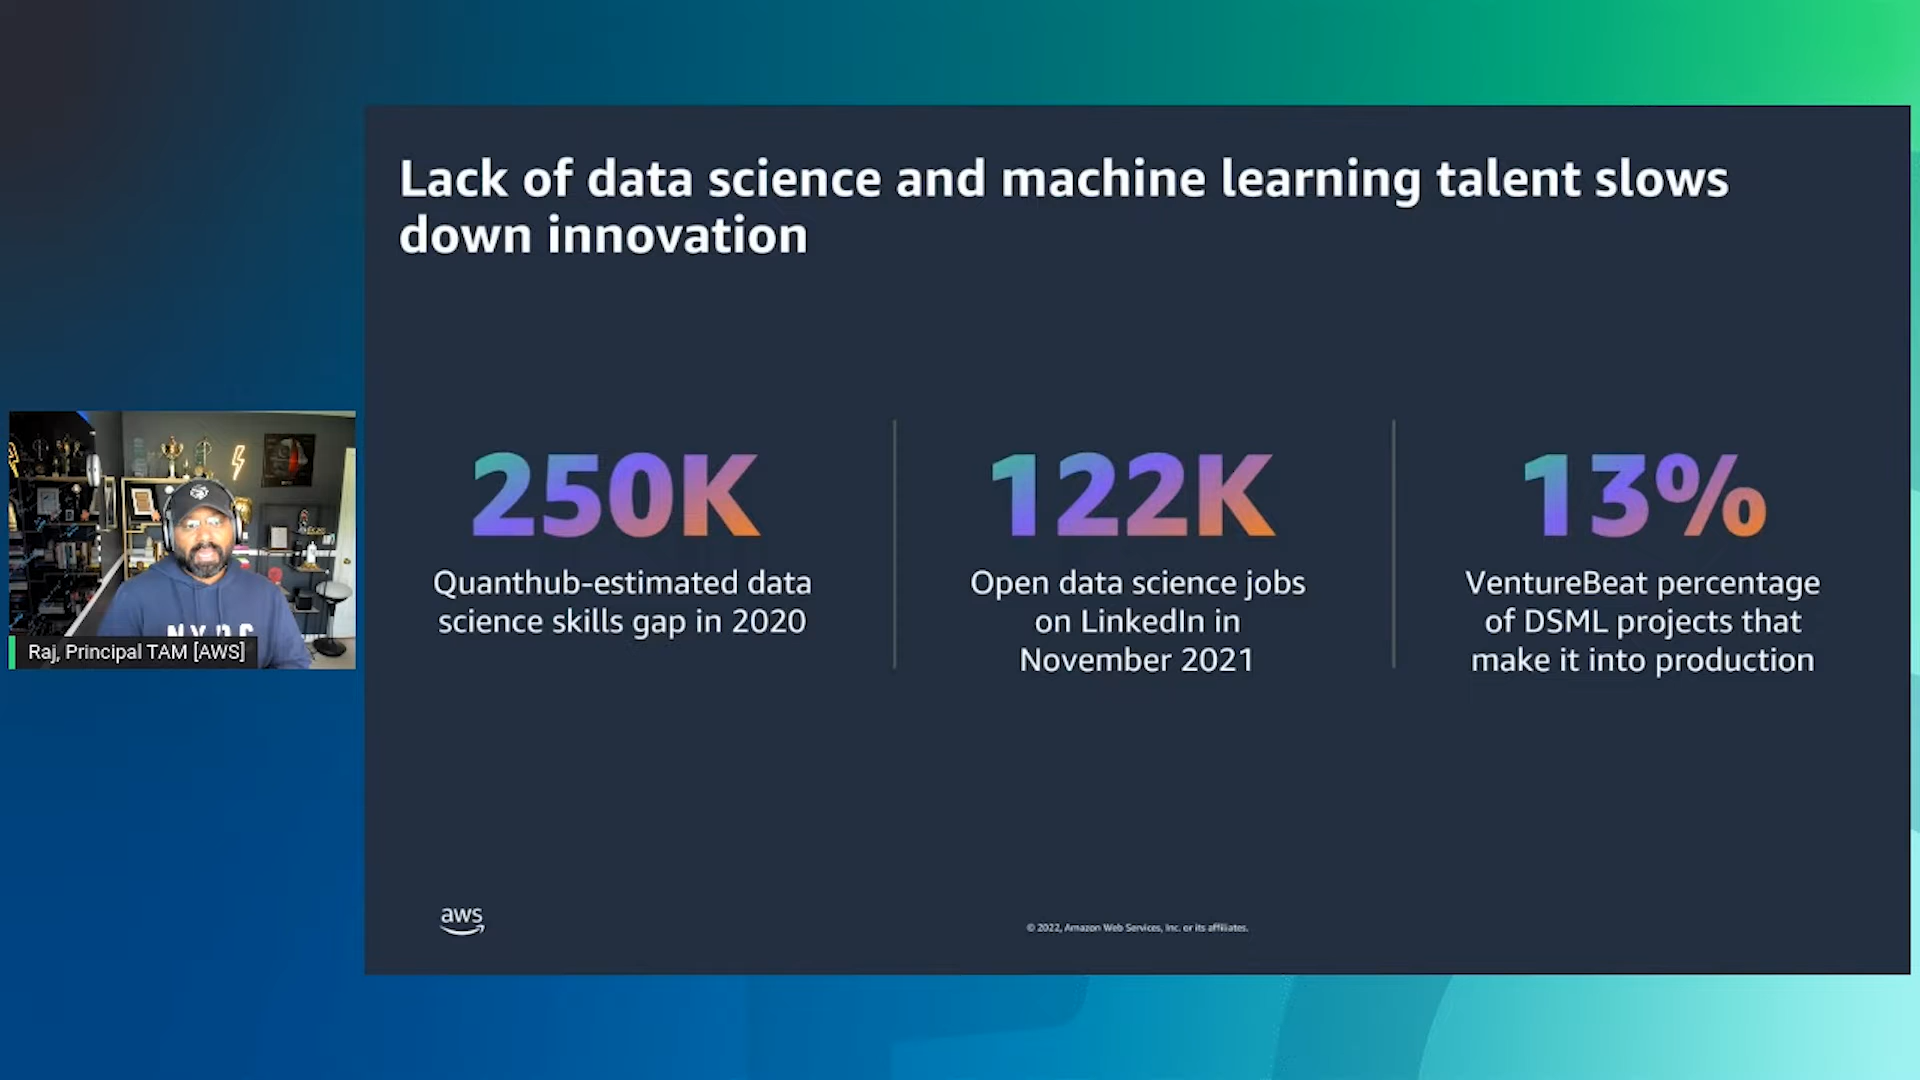 Lack of data science and machine learning talent slows
down innovation
250K
Quanthub-estimated data
science skills gap in 2020
122K
Open data science jobs
on LinkedIn in
November 2021
13%
VentureBeat percentage
of DSML projects that
make it into production
Raj, Principal TAM [AWS]
aws
© 2022, Amazon Web Services, Inc. or its affiliates.